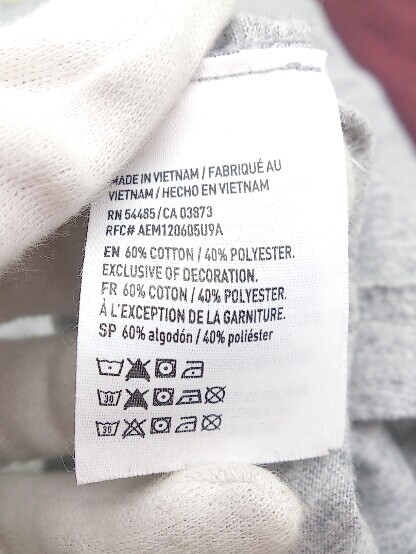 MADE IN VIETNAM / FABRIQUÉ AU
VIETNAM / HECHO EN VIETNAM
RN 54485 / CA 03873
RFC# AEM120605U9A
EN 60% COTTON / 40% POLYESTER.
EXCLUSIVE OF DECORATION.
FR 60% COTON / 40% POLYESTER.
À L'EXCEPTION DE LA GARNITURE.
SP 60% algodón / 40% poliéster
30
30